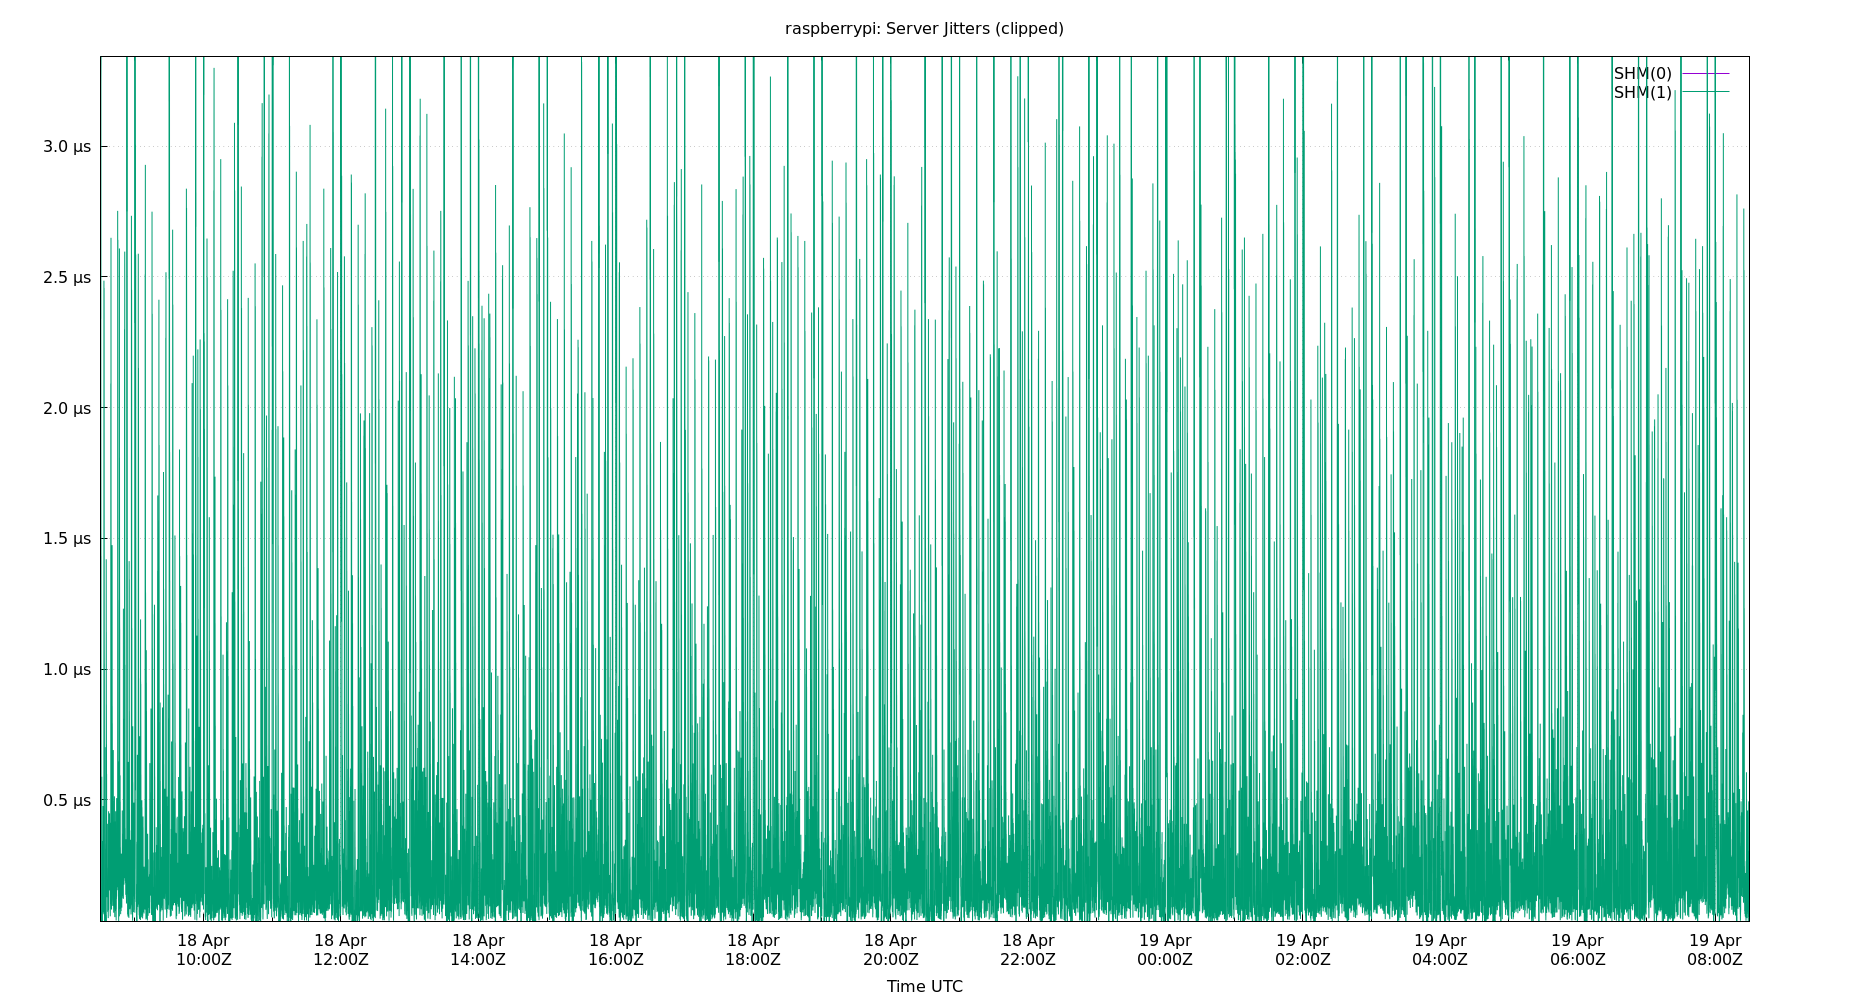 raspberrypi: Server Jitters (clipped)
SHM(0)
SHM(1)
3.0 µs
2.5 µs
2.0 µs
1.5 µs
1.0 µs
0.5 µs
18 Apr 18 Apr 18 Apr 18 Apr 18 Apr 18 Apr 18 Apr 19 Apr 19 Apr 19 Apr 19 Apr 19 Apr
10:00Z 12:00Z 14:00Z 16:00Z 18:00Z 20:00Z 22:00Z 00:00Z 02:00Z 04:00Z 06:00Z 08:00Z
Time UTC